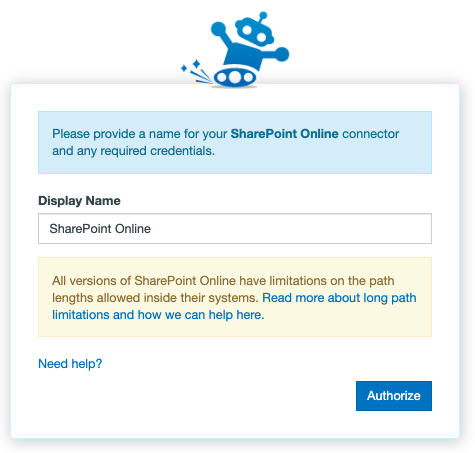 Please provide a name for your SharePoint Online connector
and any required credentials.
Display Name
SharePoint Online
All versions of SharePoint Online have limitations on the path
lengths allowed inside their systems. Read more about long path
limitations and how we can help here.
Need help?
Authorize